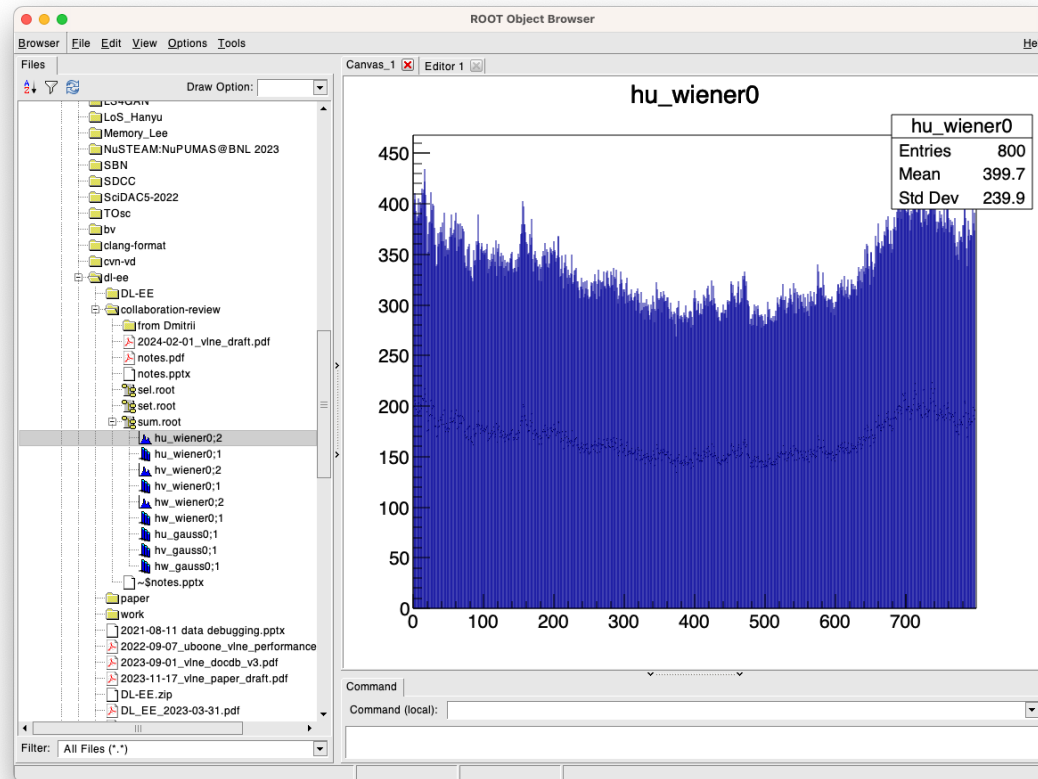 ROOT Object Browser
Browser File Edit View Options Tools
Files
Draw Option:
LS4GAN
LoS_Hanyu
Memory_Lee
NuSTEAM:NuPUMAS@BNL 2023
SBN
SDCC
SciDAC5-2022
TOsc
bv
clang-format
cvn-vd
dl-ee
DL-EE
collaboration-review
from Dmitrii
2024-02-01_vlne_draft.pdf
notes.pdf
notes.pptx
sel.root
set.root
sum.root
hu_wiener0;2
hu_wiener0;1
hv_wiener0;2
hv_wiener0;1
hw_wiener0;2
hw_wiener0;1
hu_gauss0;1
hv_gauss0;1
hw_gauss0;1
~$notes.pptx
paper
work
2021-08-11 data debugging.pptx
2022-09-07_uboone_vlne_performance
2023-09-01_vlne_docdb_v3.pdf
2023-11-17_vlne_paper_draft.pdf
DL-EE.zip
DL_EE_2023-03-31.pdf
Filter: All Files (*.*)
Canvas_1 Editor 1
hu_wiener0
hu_wiener0
Entries 800
Mean 399.7
Std Dev 239.9
450
400
350
300
250
200
150
100
50
0
0 100 200 300 400 500 600 700
Command
Command (local):